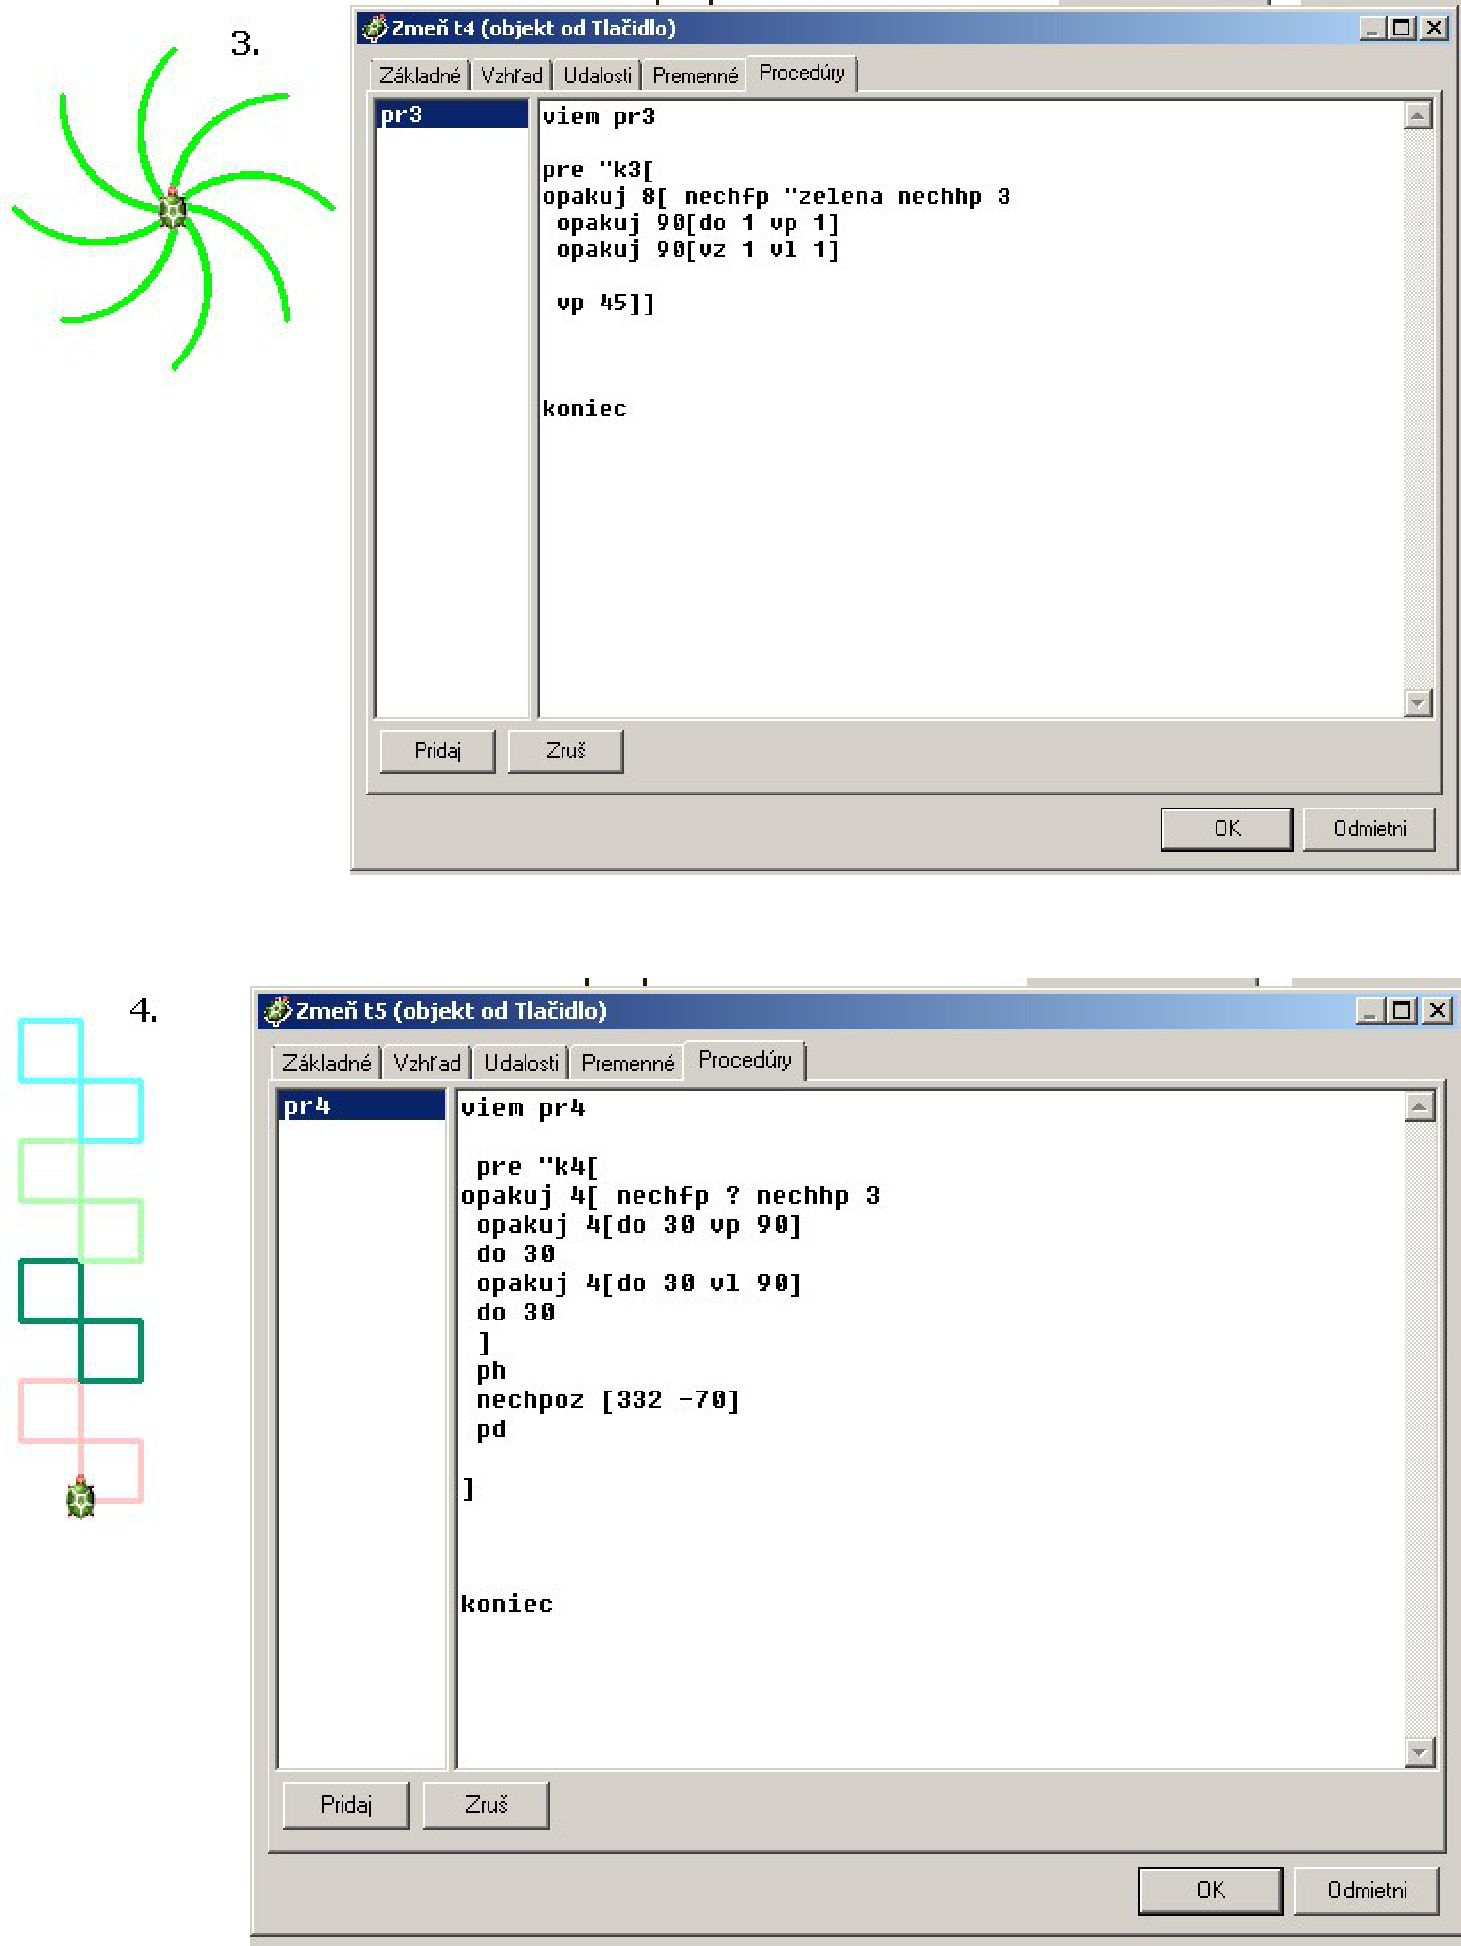 3.
Zmeň t4 (objekt od Tlačidlo)
Základné Vzhľad Udalosti Premenné Procedúry
pr3
viem pr3
pre "k3[
opakuj 8[ nechfp "zelena nechhp 3
opakuj 90[do 1 vp 1]
opakuj 90[vz 1 vl 1]
vp 45]]
koniec
Pridaj Zruš
OK Odmietni
4.
Zmeň t5 (objekt od Tlačidlo)
Základné Vzhľad Udalosti Premenné Procedúry
pr4
viem pr4
pre "k4[
opakuj 4[ nechfp ? nechhp 3
opakuj 4[do 30 vp 90]
do 30
opakuj 4[do 30 vl 90]
do 30
]
ph
nechpoz [332 -70]
pd
]
koniec
Pridaj Zruš
OK Odmietni